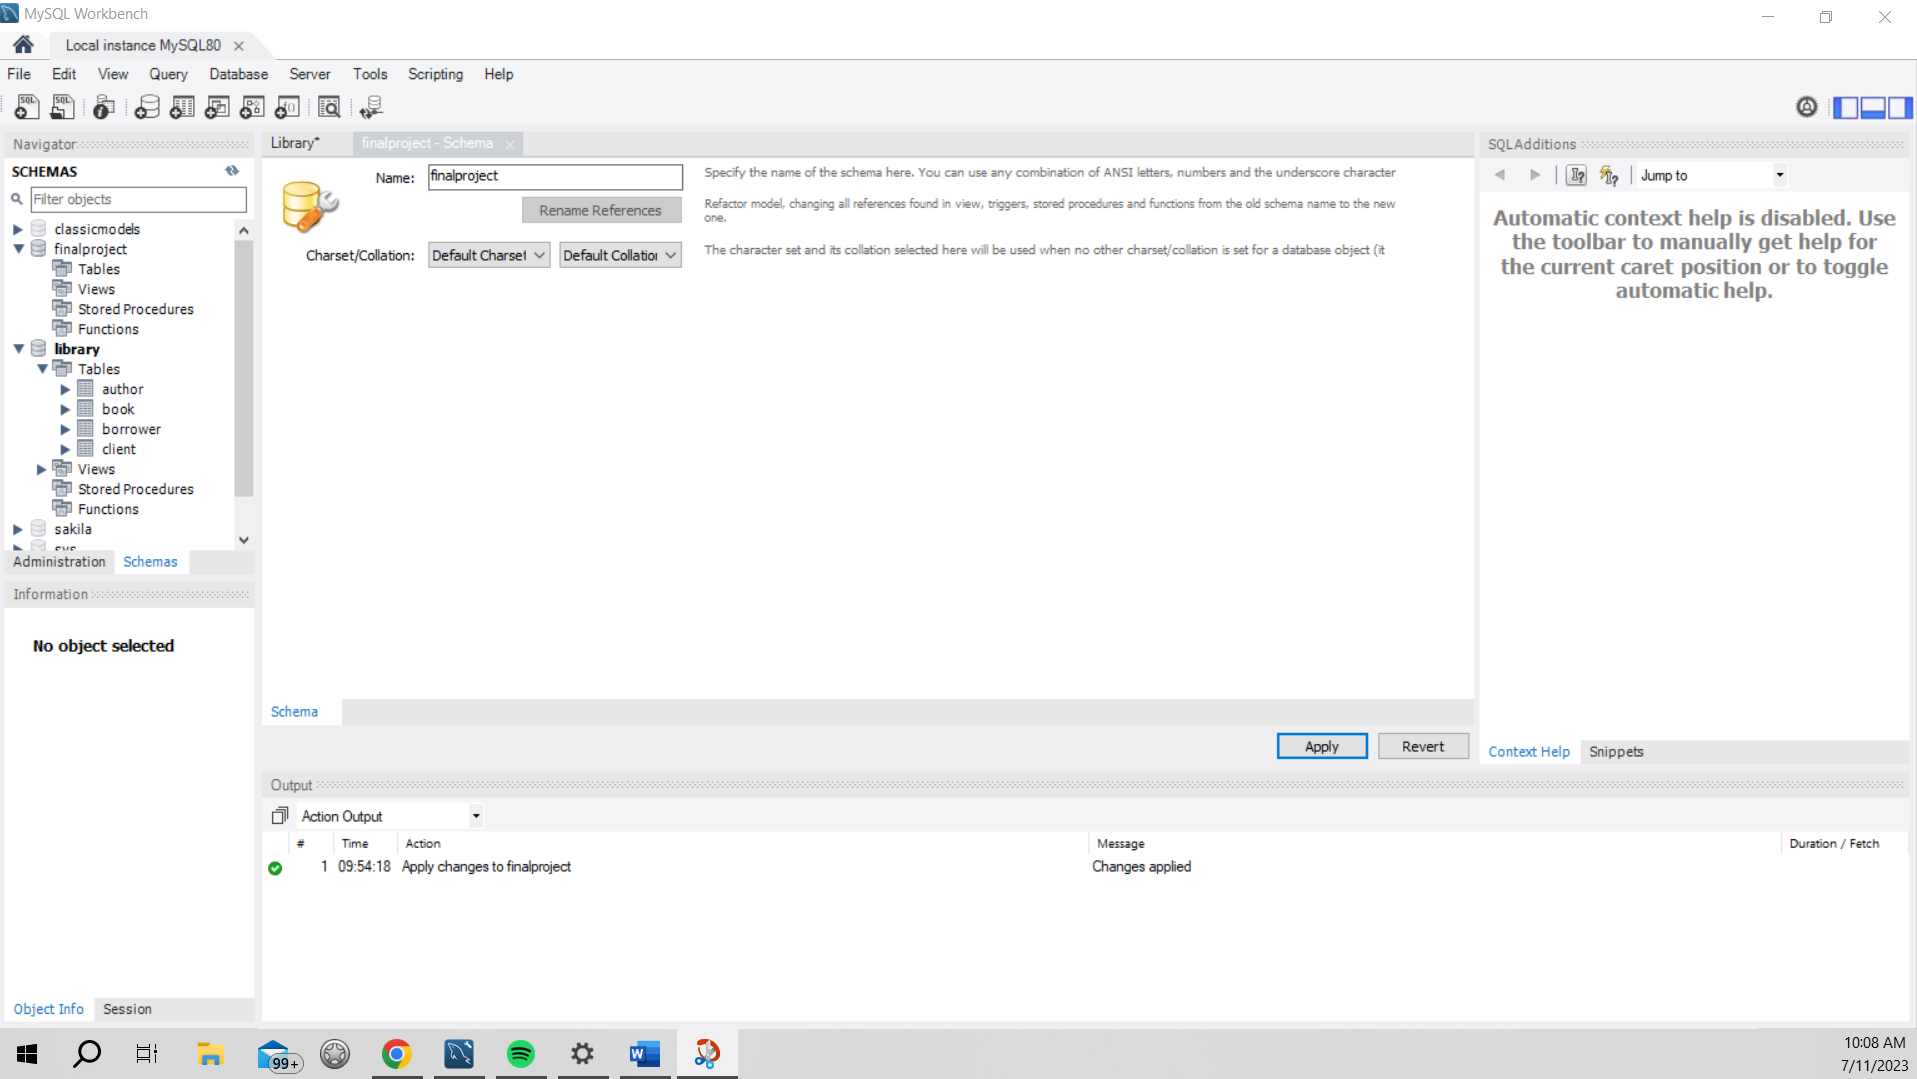 MySQL Workbench
Local instance MySQL80
File Edit View Query Database Server Tools Scripting Help
Navigator
SCHEMAS
Filter objects
classicmodels
finalproject
Tables
Views
Stored Procedures
Functions
library
Tables
author
book
borrower
client
Views
Stored Procedures
Functions
sakila
sys
Administration Schemas
Information
No object selected
Object Info Session
Library* finalproject - Schema
Name: finalproject
Specify the name of the schema here. You can use any combination of ANSI letters, numbers and the underscore character
Rename References
Refactor model, changing all references found in view, triggers, stored procedures and functions from the old schema name to the new
one.
Charset/Collation: Default Charset Default Collation
The character set and its collation selected here will be used when no other charset/collation is set for a database object (it
Schema
Apply Revert
SQLAdditions
Jump to
Automatic context help is disabled. Use
the toolbar to manually get help for
the current caret position or to toggle
automatic help.
Context Help Snippets
Output
Action Output
# Time Action Message Duration / Fetch
1 09:54:18 Apply changes to finalproject Changes applied
99+
10:08 AM
7/11/2023